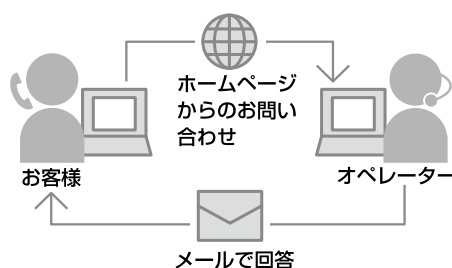 ホームページ
からのお問い
合わせ
お客様
オペレーター
メールで回答